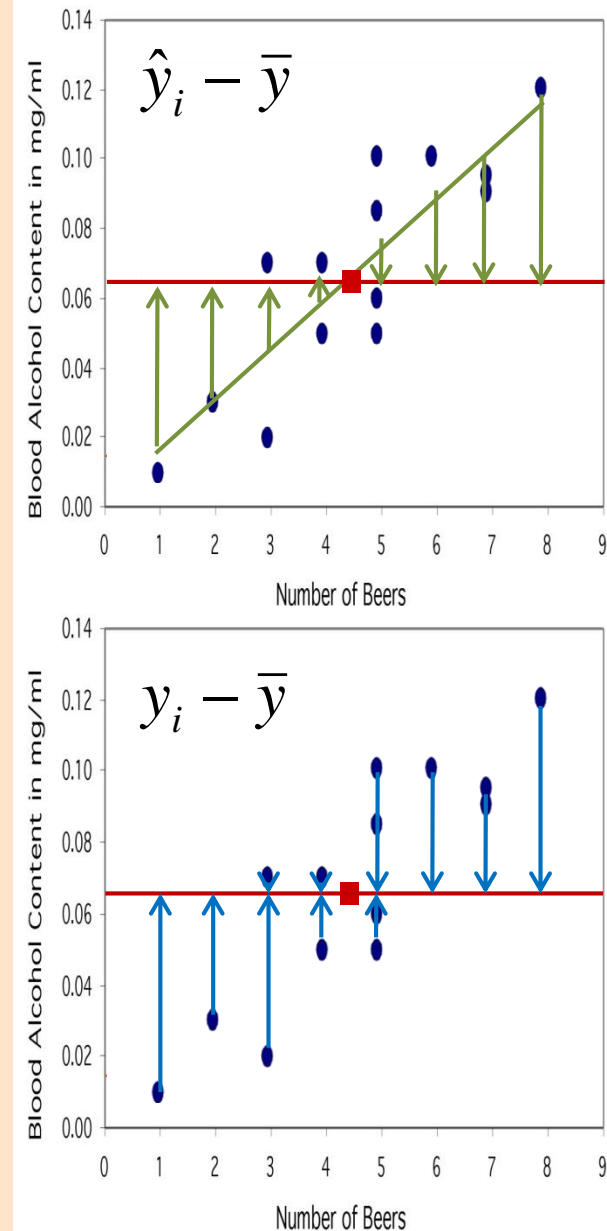 0.14
ŷᵢ − y̅
0.12
0.10
0.08
0.06
0.04
0.02
0.00
Blood Alcohol Content in mg/ml
0 1 2 3 4 5 6 7 8 9
Number of Beers
0.14
yᵢ − y̅
0.12
0.10
0.08
0.06
0.04
0.02
0.00
Blood Alcohol Content in mg/ml
0 1 2 3 4 5 6 7 8 9
Number of Beers